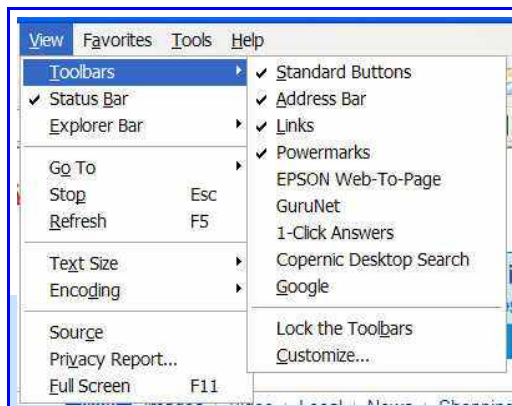 View Favorites Tools Help
Toolbars
Status Bar
Explorer Bar
Go To
Stop Esc
Refresh F5
Text Size
Encoding
Source
Privacy Report...
Full Screen F11
Standard Buttons
Address Bar
Links
Powermarks
EPSON Web-To-Page
GuruNet
1-Click Answers
Copernic Desktop Search
Google
Lock the Toolbars
Customize...